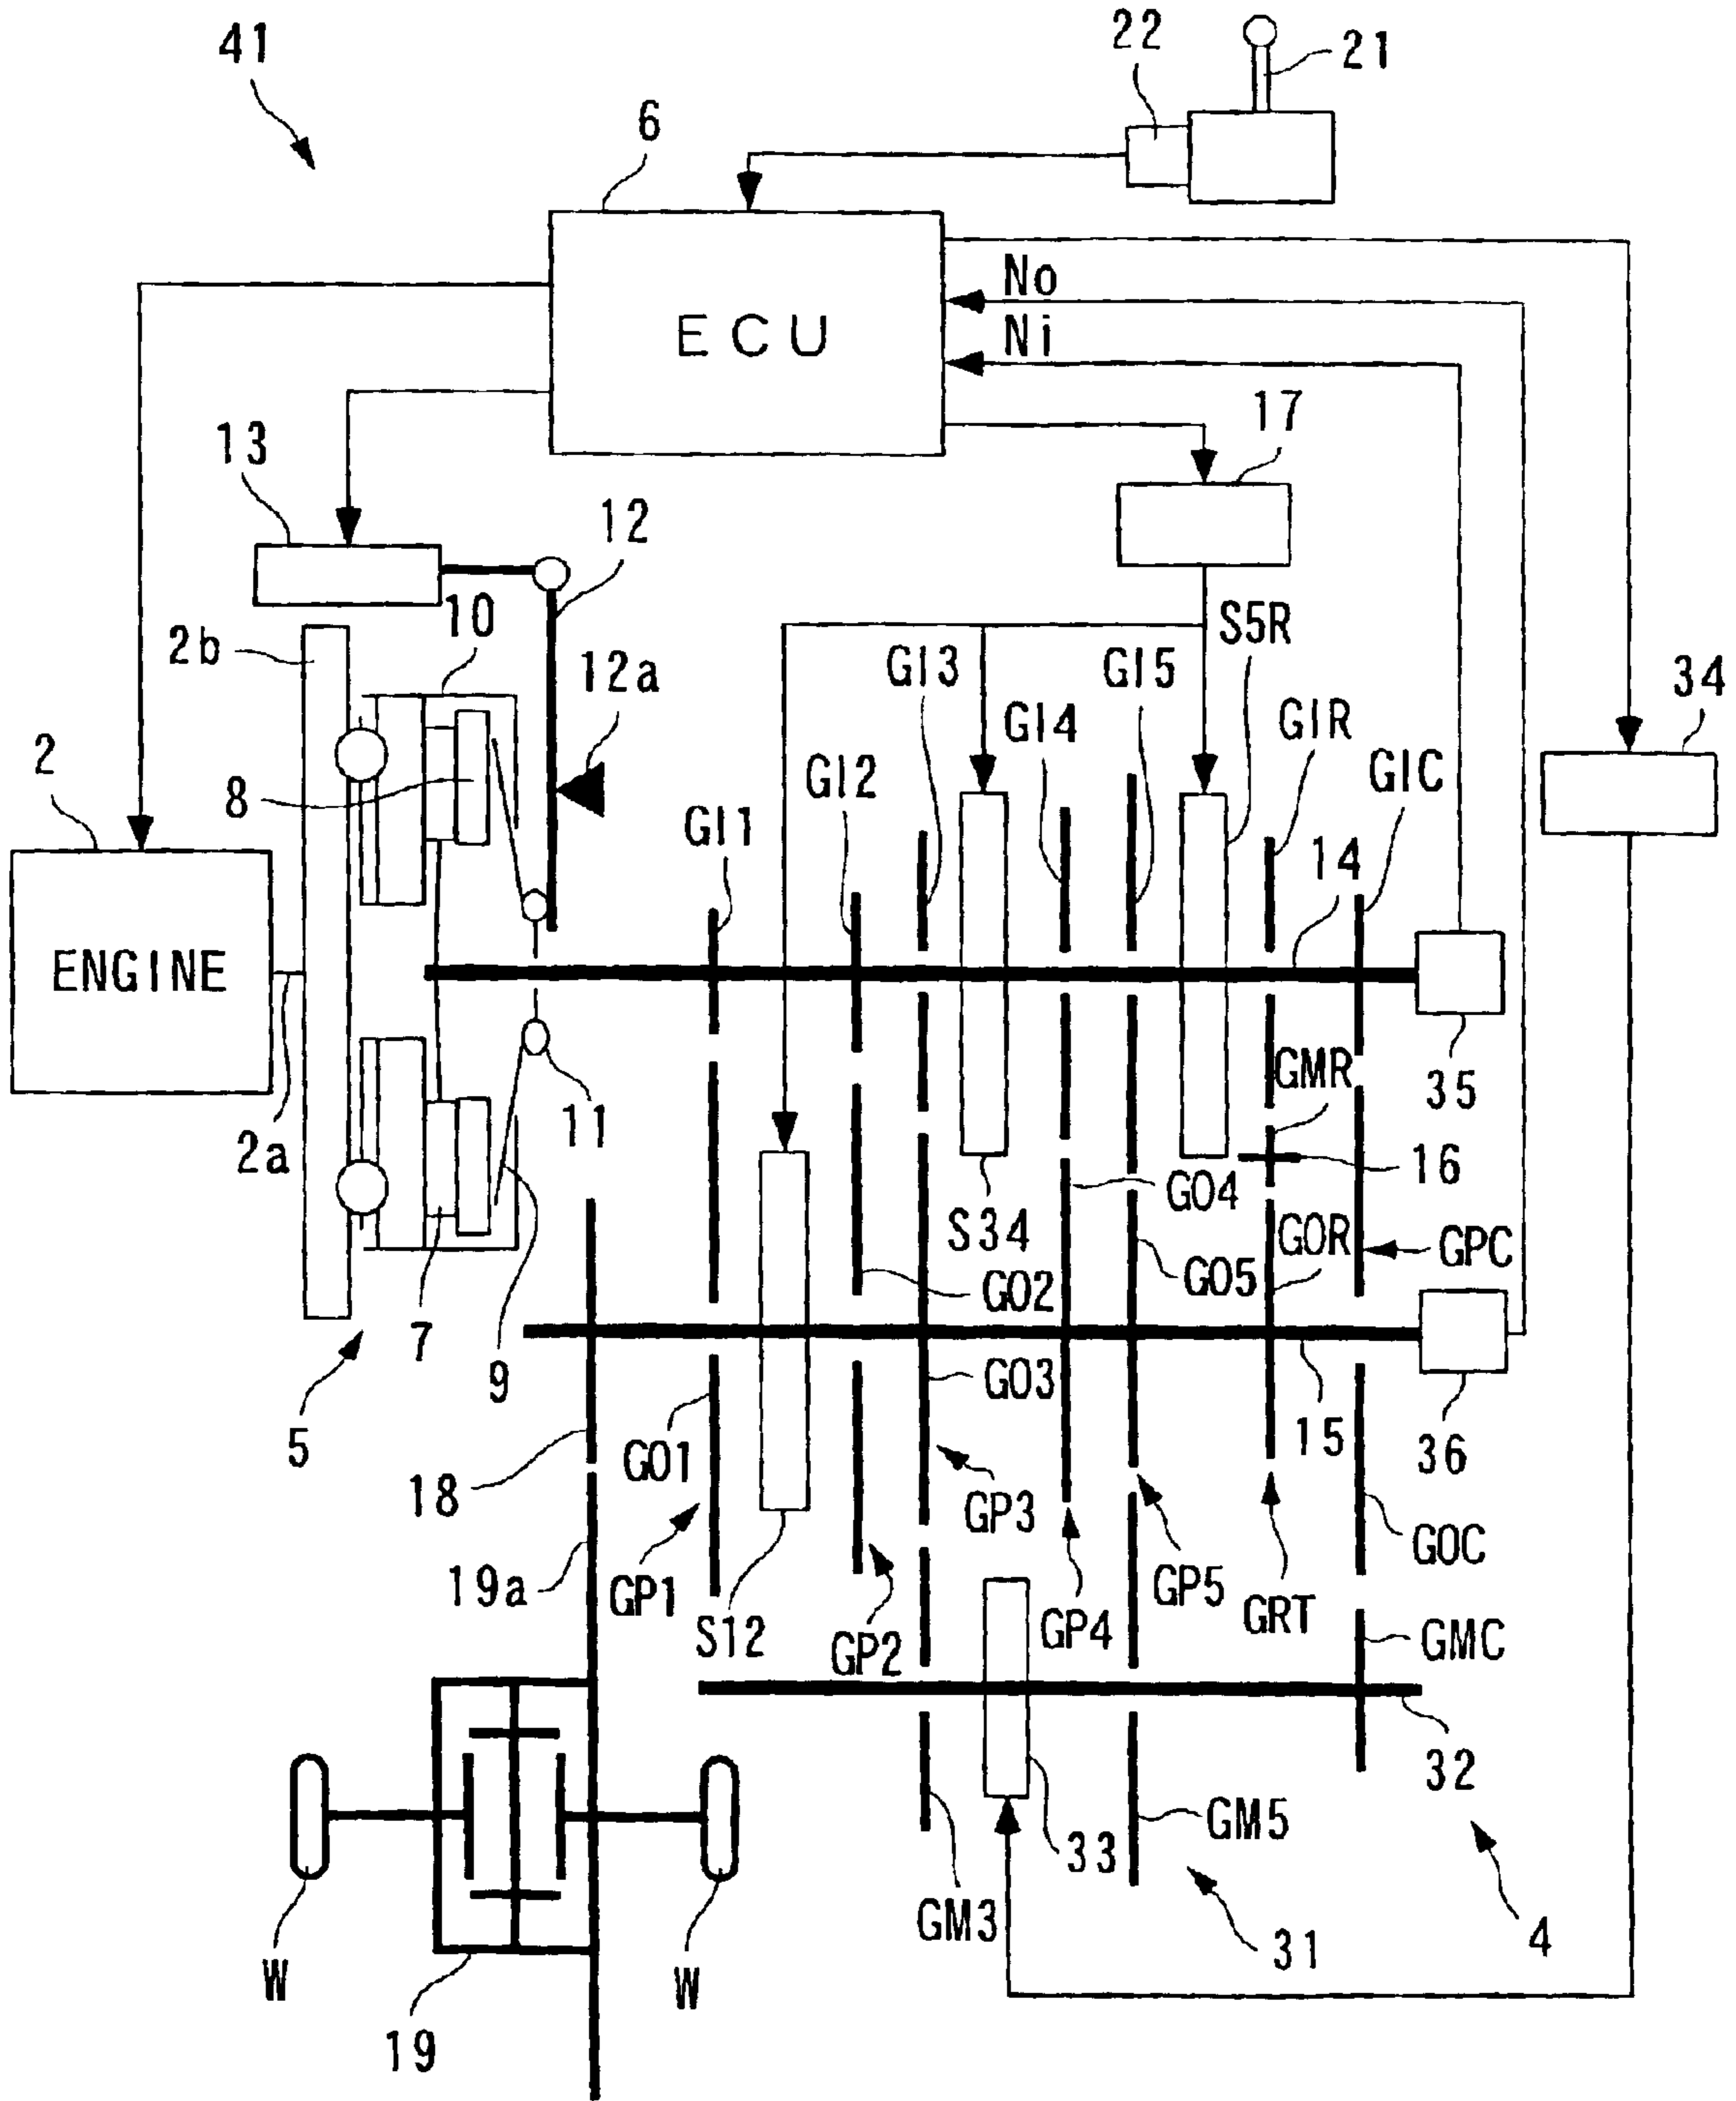 41
22
21
6
No
ECU
Ni
17
13
12
10
S5R
2b
GI3
GI5
12a
34
GI4
GIR
2
GI2
GIC
8
GI1
14
ENGINE
GMR
35
11
2a
16
GO4
S34
GOR
GPC
GO2
GO5
7
9
GO3
5
15
GO1
36
18
GP3
GOC
19a
GP1
GP5
GRT
S12
GP4
GMC
GP2
32
GM5
33
GM3
4
31
W
W
19